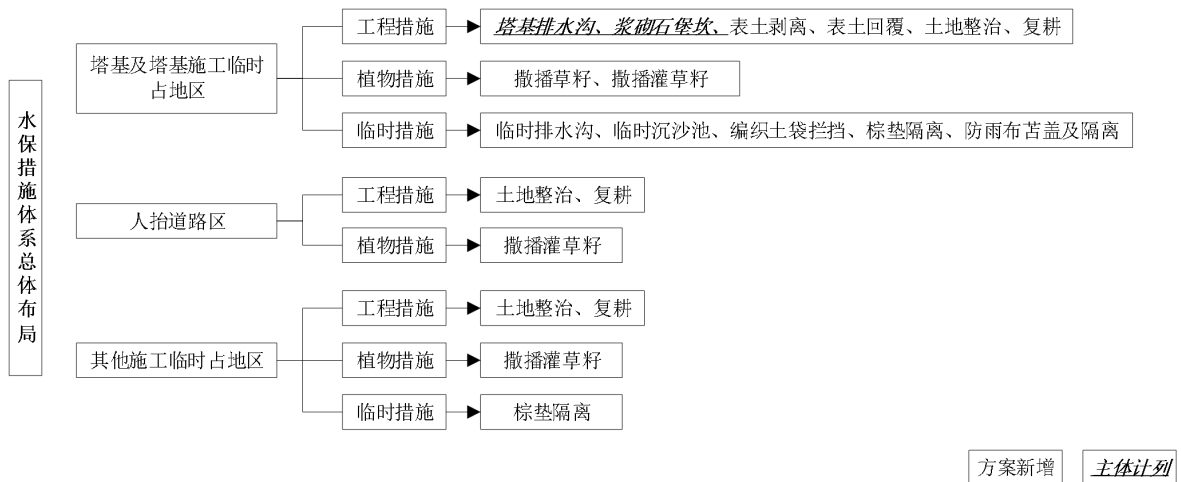 水保措施体系总体布局
塔基及塔基施工临时
占地区
工程措施
塔基排水沟、浆砌石堡坎、表土剥离、表土回覆、土地整治、复耕
植物措施
撒播草籽、撒播灌草籽
临时措施
临时排水沟、临时沉沙池、编织土袋拦挡、棕垫隔离、防雨布苫盖及隔离
人抬道路区
工程措施
土地整治、复耕
植物措施
撒播灌草籽
其他施工临时占地区
工程措施
土地整治、复耕
植物措施
撒播灌草籽
临时措施
棕垫隔离
方案新增
主体计列